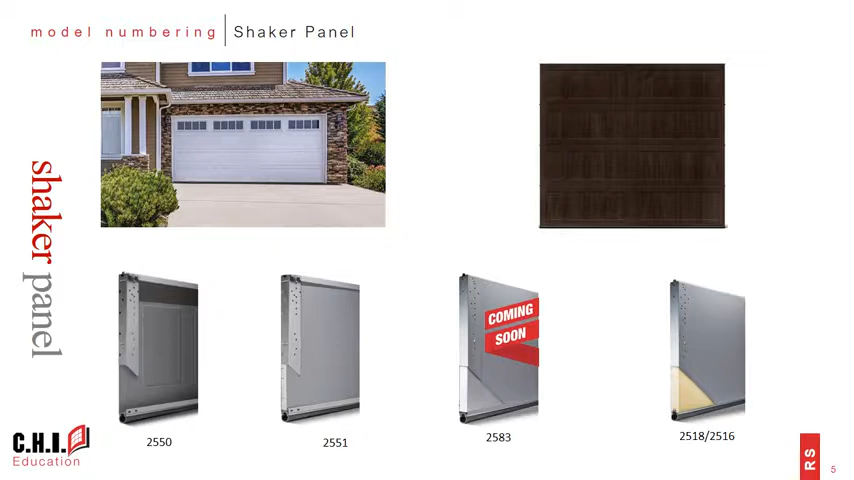 model numbering | Shaker Panel
shaker panel
COMING
SOON
2550
2551
2583
2518/2516
C.H.I.
Education
RS
5